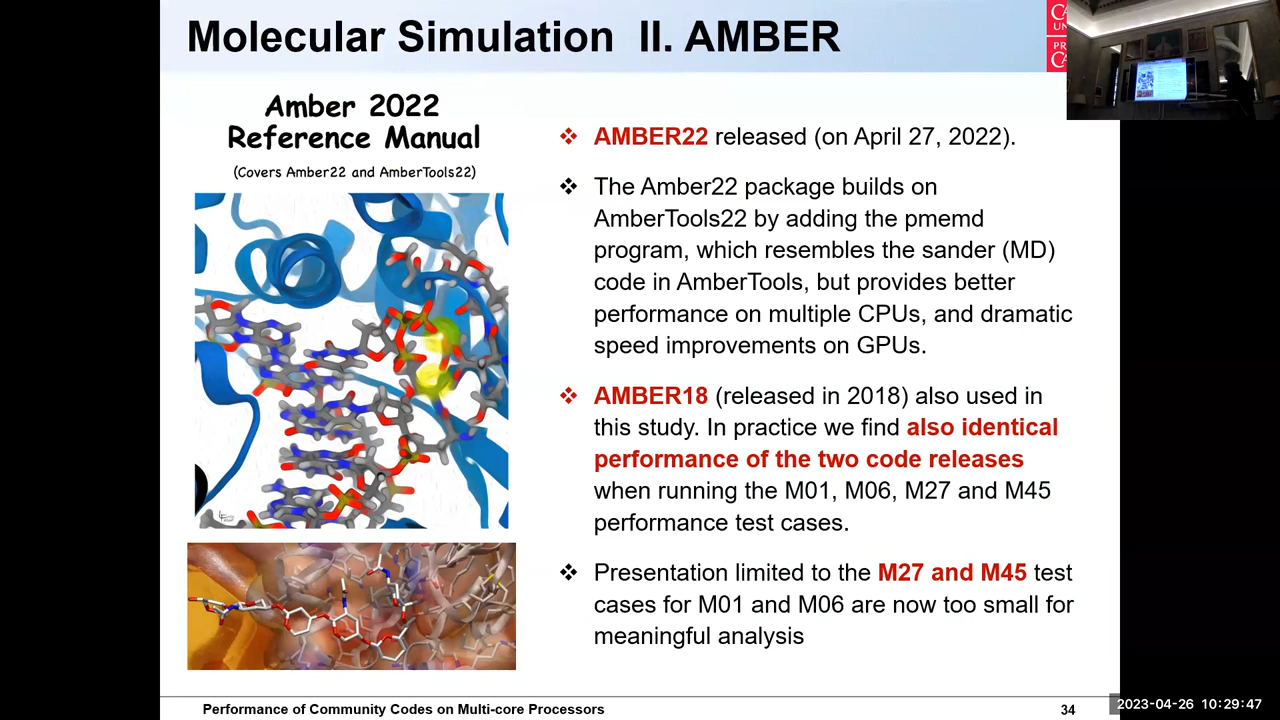 Molecular Simulation II. AMBER
CA
UN
PR
CA
Amber 2022
Reference Manual
(Covers Amber22 and AmberTools22)
❖ AMBER22 released (on April 27, 2022).
❖ The Amber22 package builds on
AmberTools22 by adding the pmemd
program, which resembles the sander (MD)
code in AmberTools, but provides better
performance on multiple CPUs, and dramatic
speed improvements on GPUs.
❖ AMBER18 (released in 2018) also used in
this study. In practice we find also identical
performance of the two code releases
when running the M01, M06, M27 and M45
performance test cases.
❖ Presentation limited to the M27 and M45 test
cases for M01 and M06 are now too small for
meaningful analysis
Performance of Community Codes on Multi-core Processors
34
2023-04-26 10:29:47